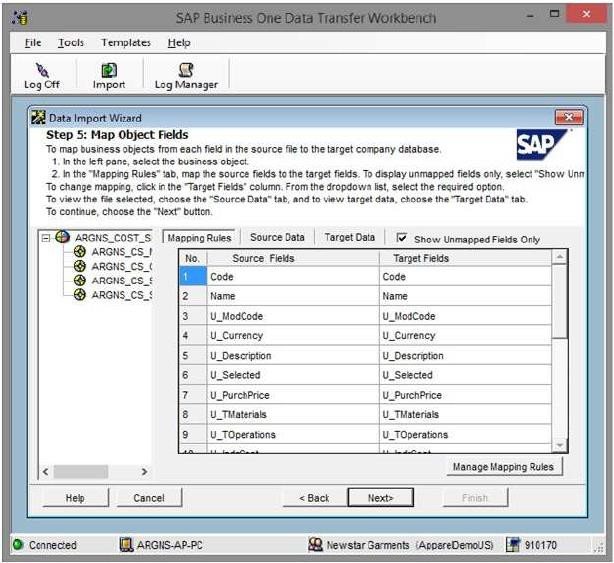 SAP Business One Data Transfer Workbench
File Tools Templates Help
Log Off Import Log Manager
Data Import Wizard
Step 5: Map Object Fields
SAP
To map business objects from each field in the source file to the target company database.
1. In the left pane, select the business object.
2. In the "Mapping Rules" tab, map the source fields to the target fields. To display unmapped fields only, select "Show Unm
To change mapping, click in the "Target Fields" column. From the dropdown list, select the required option.
To view the file selected, choose the "Source Data" tab, and to view target data, choose the "Target Data" tab.
To continue, choose the "Next" button.
ARGNS_COST_S
ARGNS_CS_
ARGNS_CS_
ARGNS_CS_
ARGNS_CS_
Mapping Rules Source Data Target Data Show Unmapped Fields Only
No. Source Fields Target Fields
1 Code Code
2 Name Name
3 U_ModCode U_ModCode
4 U_Currency U_Currency
5 U_Description U_Description
6 U_Selected U_Selected
7 U_PurchPrice U_PurchPrice
8 U_TMaterials U_TMaterials
9 U_TOperations U_TOperations
Manage Mapping Rules
Help Cancel < Back Next> Finish
Connected ARGNS-AP-PC Newstar Garments (AppareDemoUS) 910170